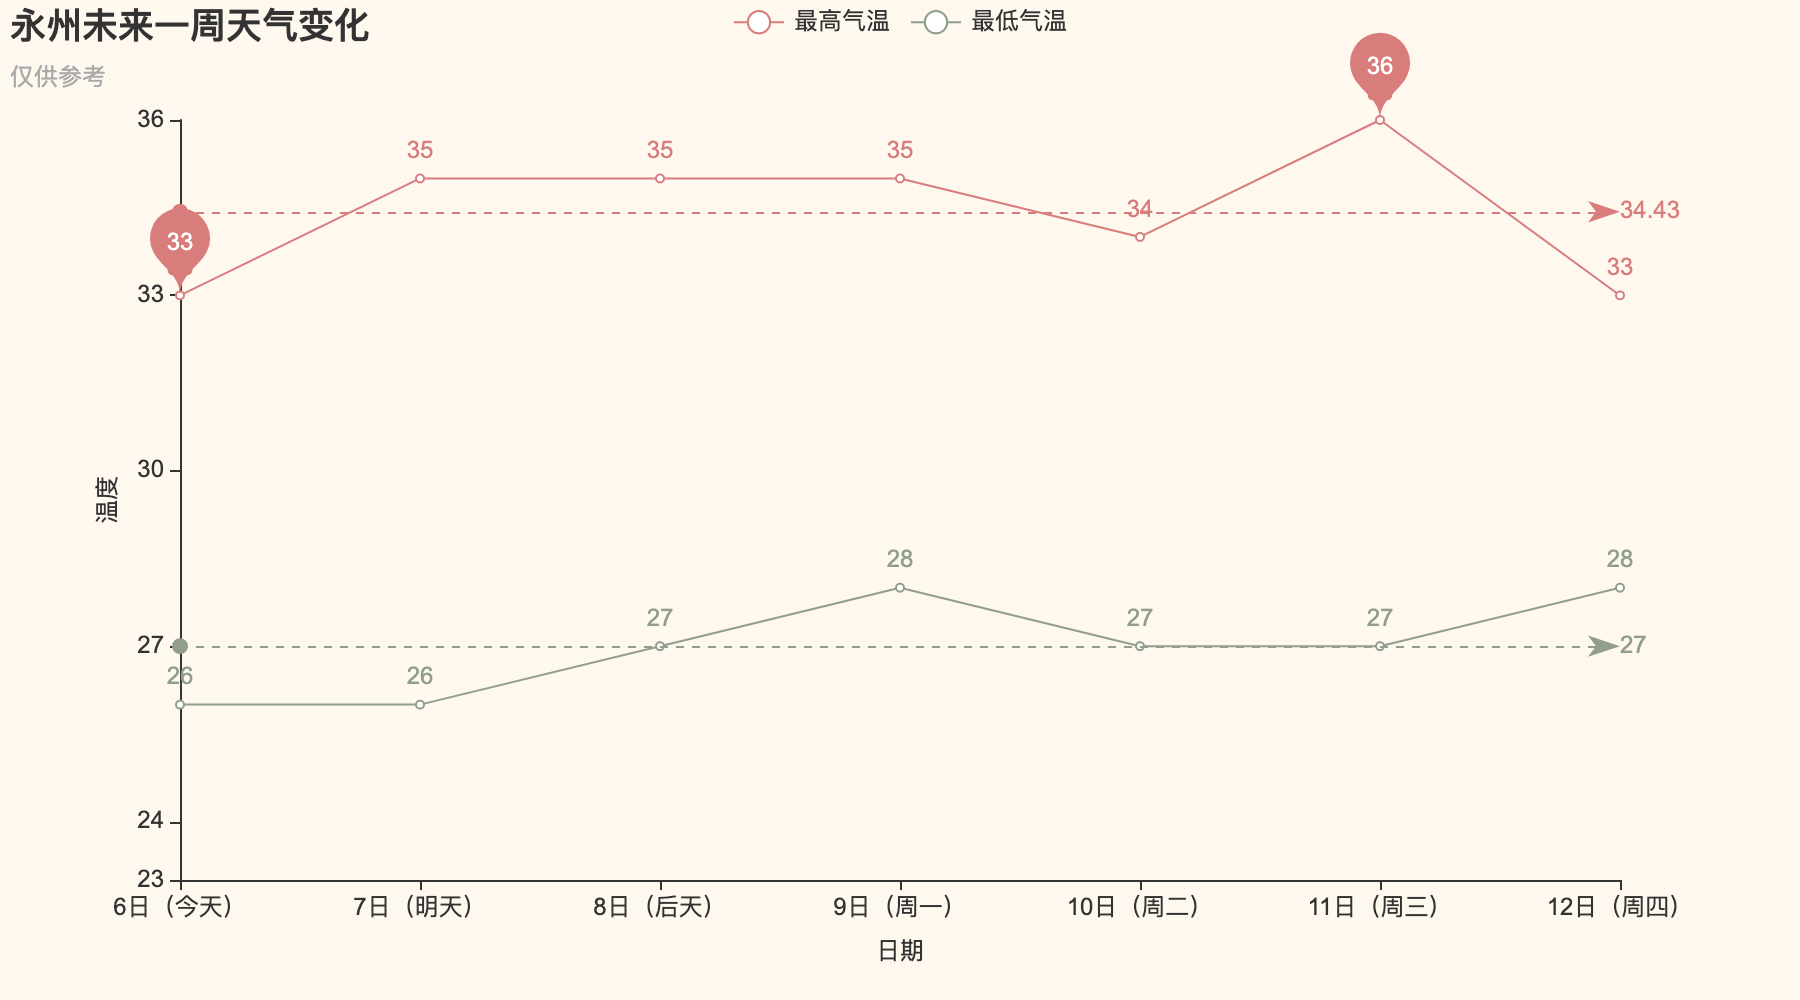 永州未来一周天气变化
仅供参考
最高气温
最低气温
36
36
35
35
35
34
34.43
33
33
33
30
温度
28
28
27
27
27
27
27
26
26
24
23
6日（今天）
7日（明天）
8日（后天）
9日（周一）
10日（周二）
11日（周三）
12日（周四）
日期